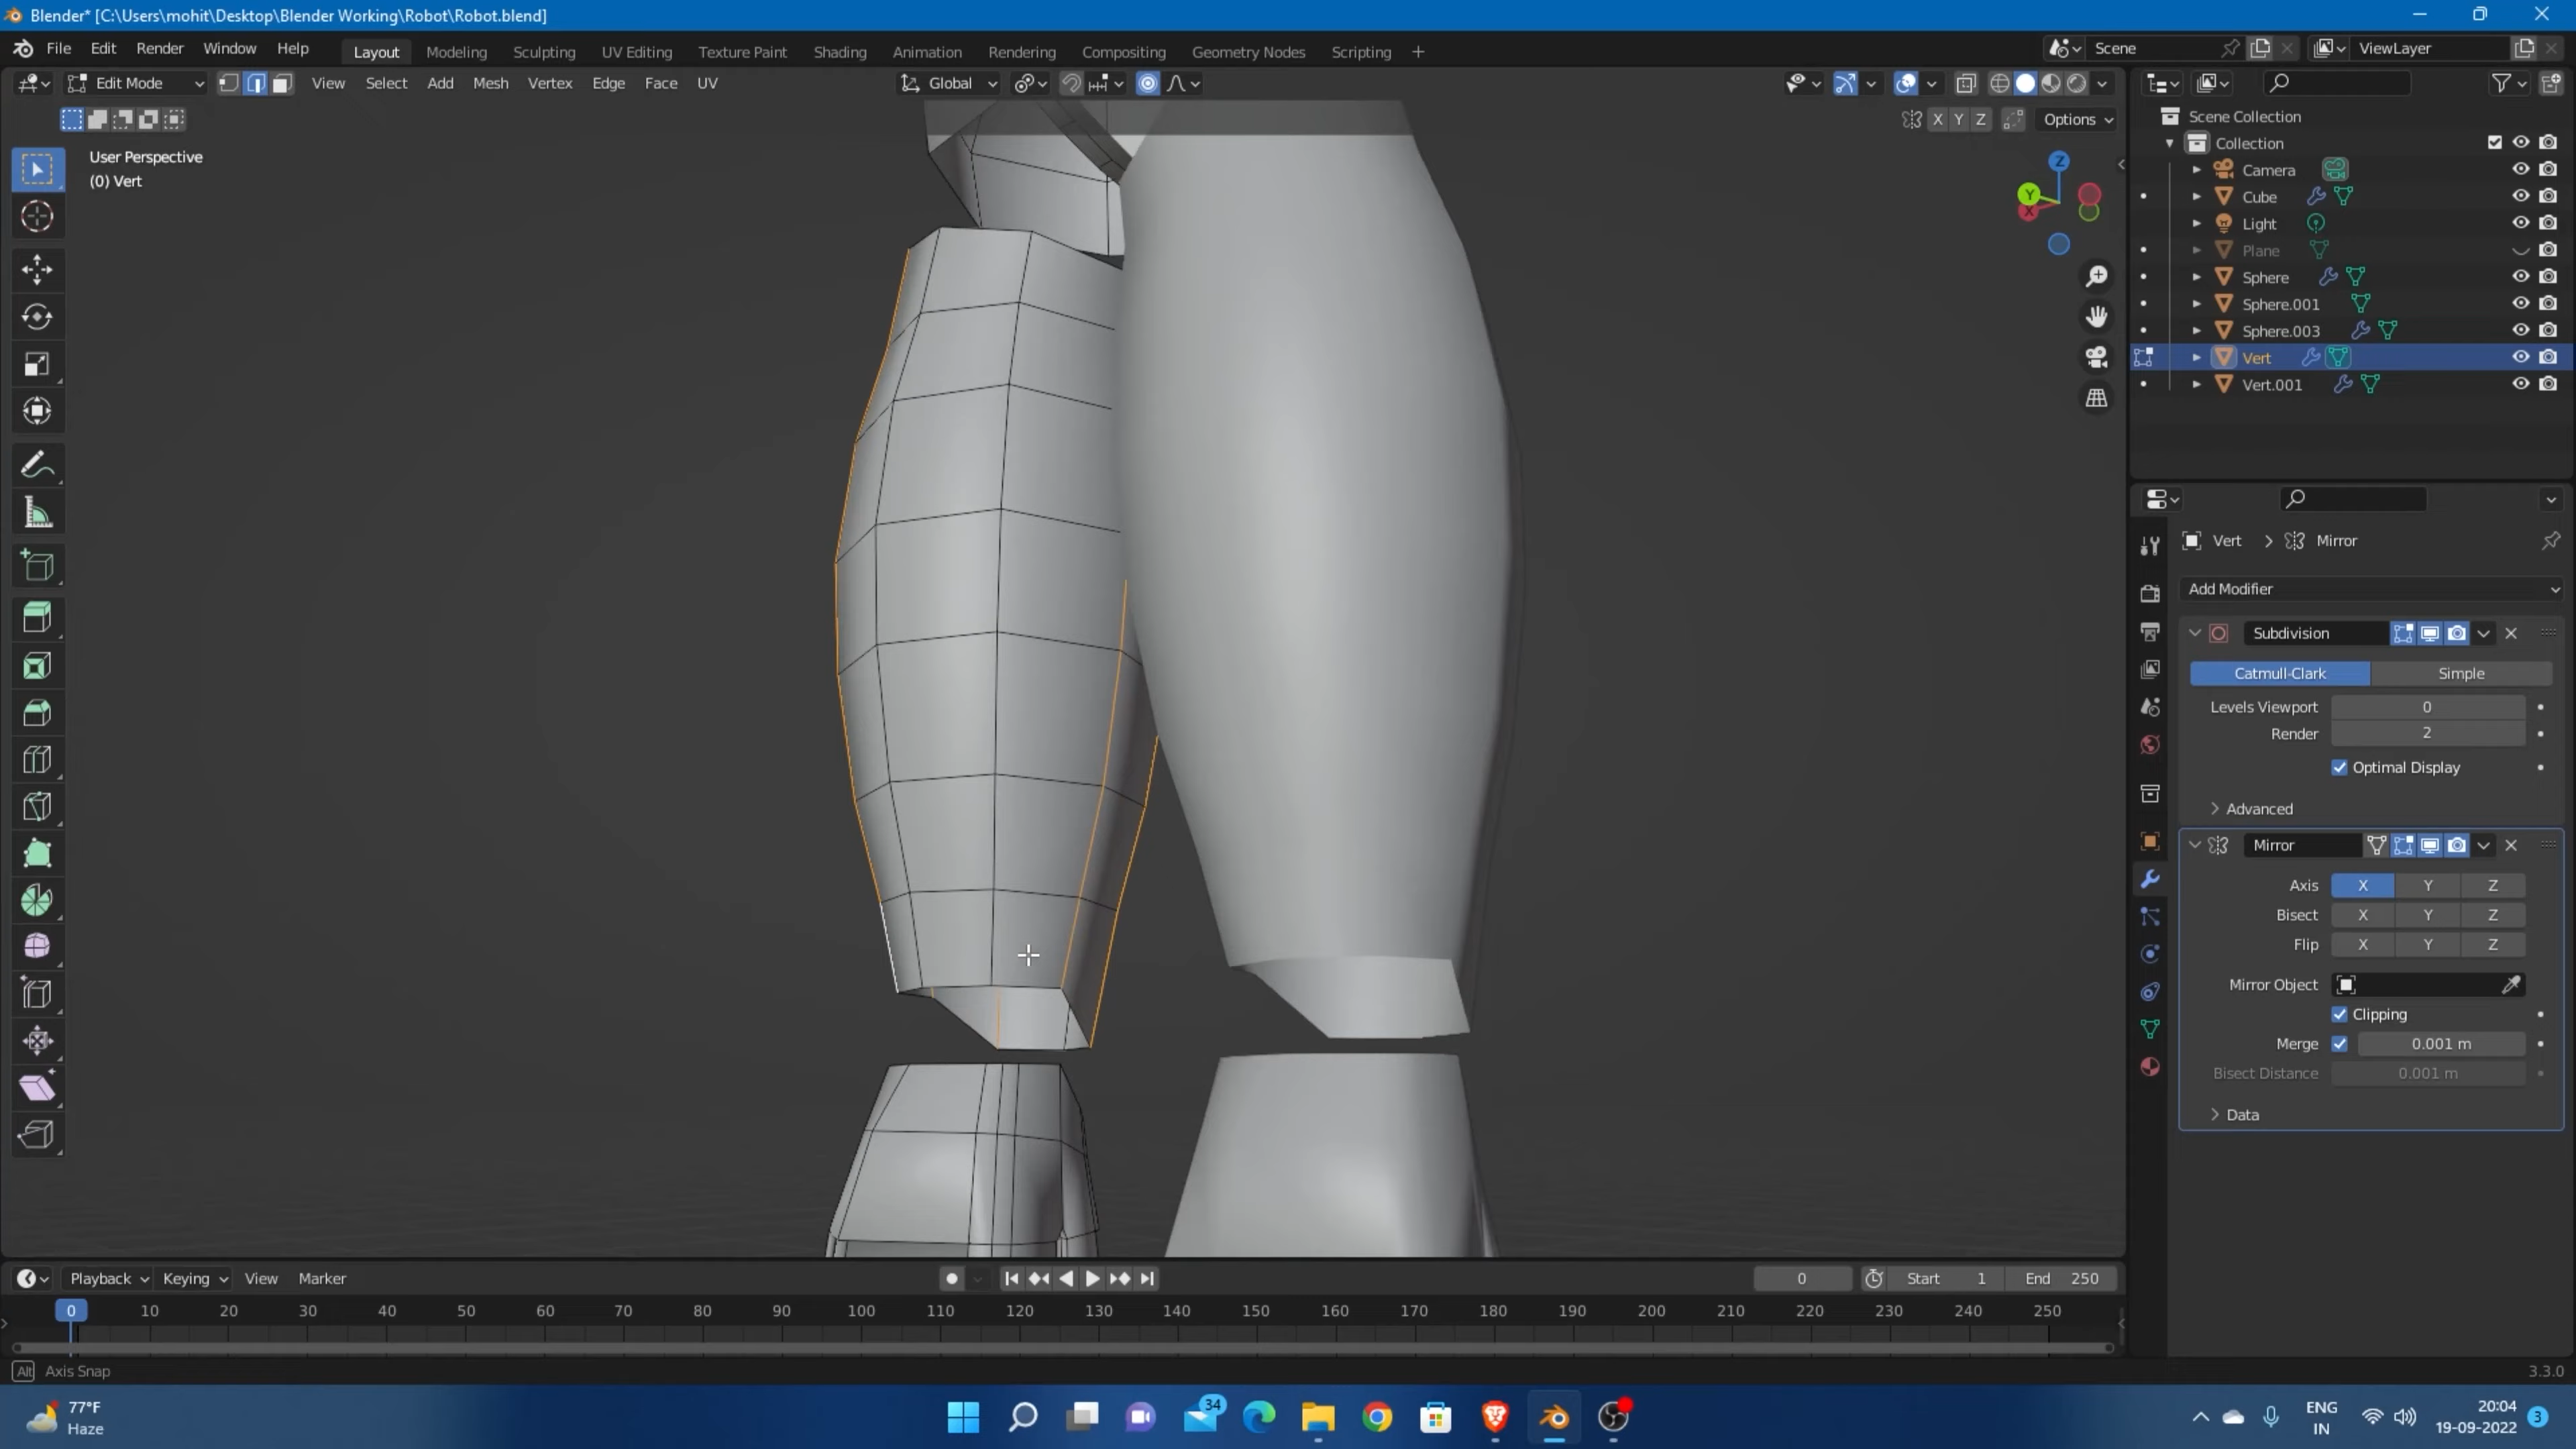 Blender* [C:\Users\mohit\Desktop\Blender Working\Robot\Robot.blend]
File Edit Render Window Help Layout Modeling Sculpting UV Editing Texture Paint Shading Animation Rendering Compositing Geometry Nodes Scripting + Scene ViewLayer
Edit Mode View Select Add Mesh Vertex Edge Face UV Global
X Y Z Options
User Perspective
(0) Vert
Z
Y
X
Scene Collection
Collection
Camera
Cube
Light
Plane
Sphere
Sphere.001
Sphere.003
Vert
Vert.001
Vert > Mirror
Add Modifier
Subdivision
Catmull-Clark Simple
Levels Viewport 0
Render 2
Optimal Display
Advanced
Mirror
Axis X Y Z
Bisect X Y Z
Flip X Y Z
Mirror Object
Clipping
Merge 0.001 m
Bisect Distance 0.001 m
Data
Playback Keying View Marker 0 Start 1 End 250
0 10 20 30 40 50 60 70 80 90 100 110 120 130 140 150 160 170 180 190 200 210 220 230 240 250
Alt Axis Snap 3.3.0
77°F
Haze
34
ENG
IN
20:04
19-09-2022
3